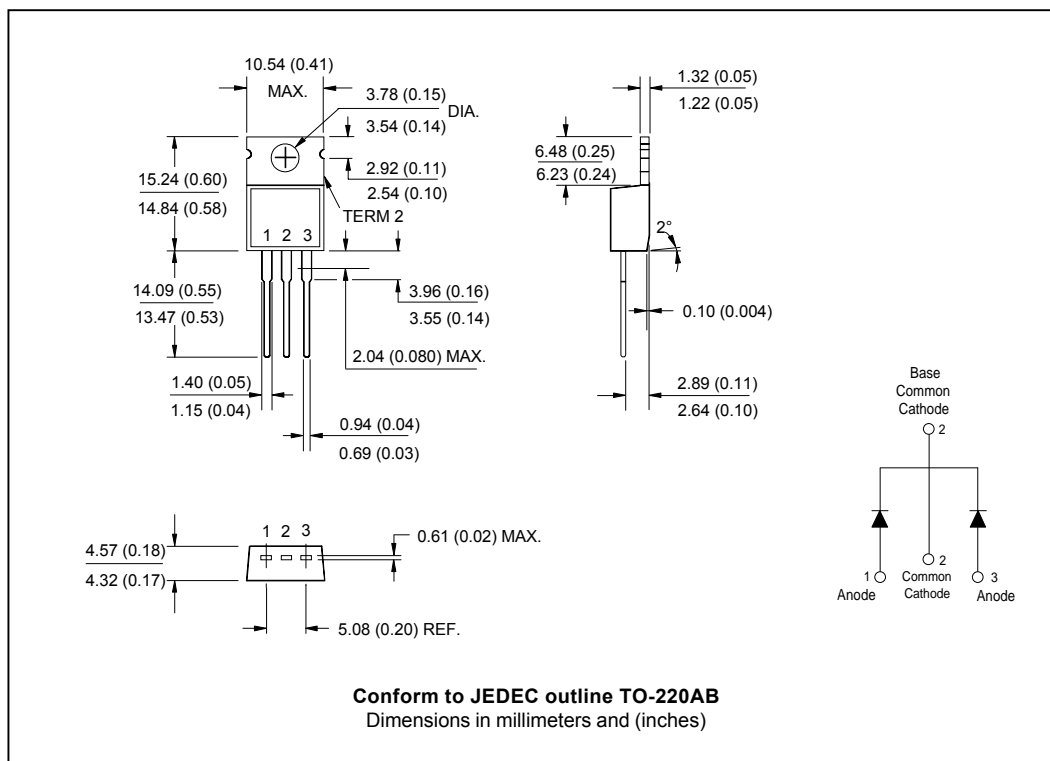 10.54 (0.41)
MAX.
3.78 (0.15)
3.54 (0.14)
DIA.
2.92 (0.11)
2.54 (0.10)
TERM 2
15.24 (0.60)
14.84 (0.58)
1 2 3
14.09 (0.55)
13.47 (0.53)
3.96 (0.16)
3.55 (0.14)
2.04 (0.080) MAX.
1.40 (0.05)
1.15 (0.04)
0.94 (0.04)
0.69 (0.03)
1.32 (0.05)
1.22 (0.05)
6.48 (0.25)
6.23 (0.24)
2°
0.10 (0.004)
2.89 (0.11)
2.64 (0.10)
Base
Common
Cathode
2
2
1
Anode
Common
Cathode
3
Anode
1 2 3
4.57 (0.18)
4.32 (0.17)
0.61 (0.02) MAX.
5.08 (0.20) REF.
Conform to JEDEC outline TO-220AB
Dimensions in millimeters and (inches)